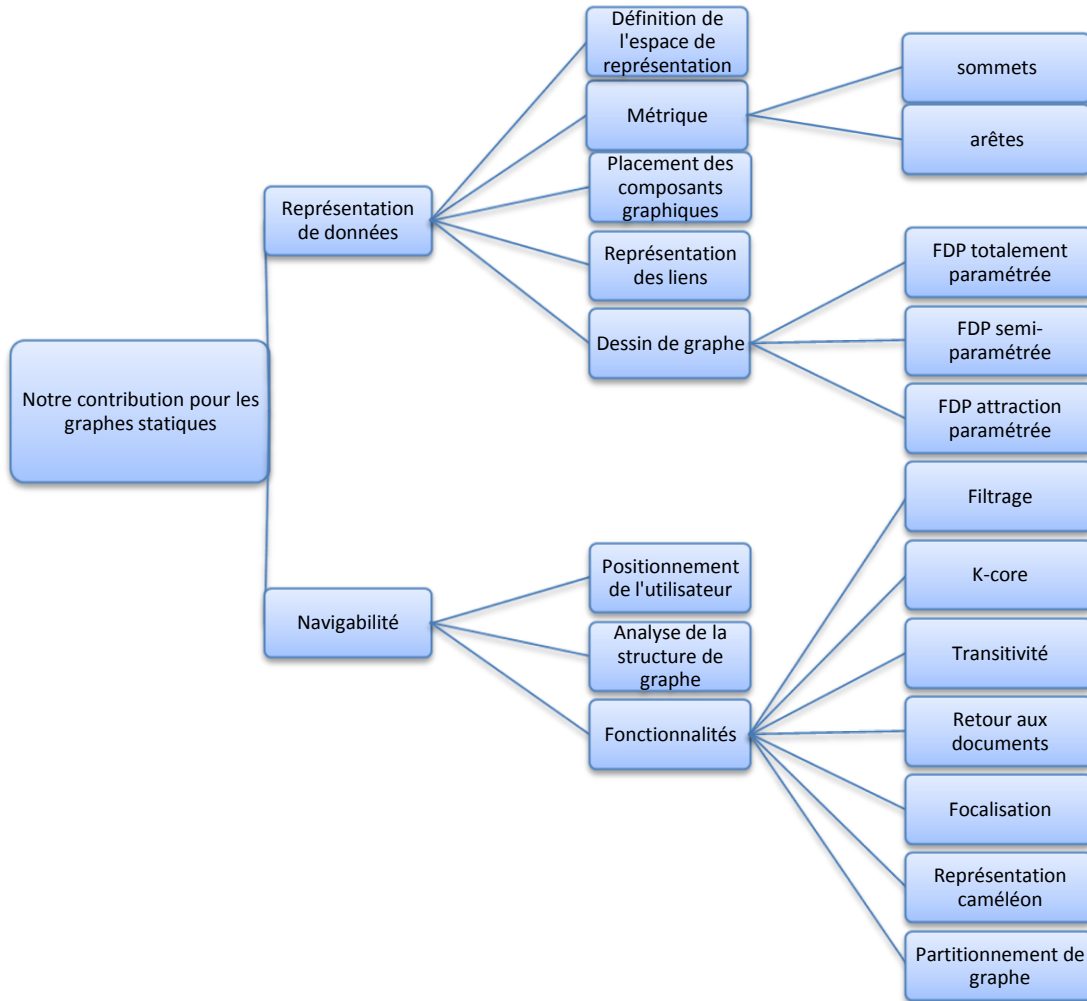 Notre contribution pour les
graphes statiques
Représentation
de données
Définition de
l'espace de
représentation
Métrique
sommets
arêtes
Placement des
composants
graphiques
Représentation
des liens
Dessin de graphe
FDP totalement
paramétrée
FDP semi-
paramétrée
FDP attraction
paramétrée
Navigabilité
Positionnement
de l'utilisateur
Analyse de la
structure de
graphe
Fonctionnalités
Filtrage
K-core
Transitivité
Retour aux
documents
Focalisation
Représentation
caméléon
Partitionnement de
graphe